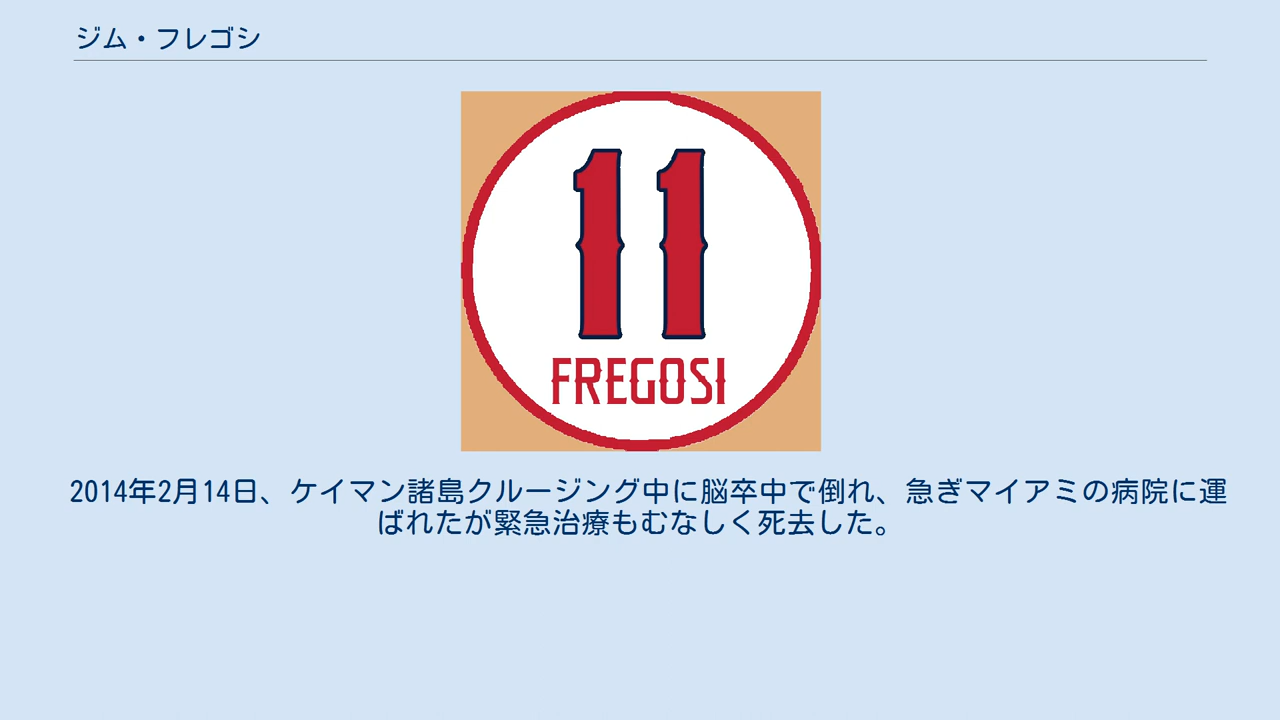 ジム・フレゴシ
11
FREGOSI
2014年2月14日、ケイマン諸島クルージング中に脳卒中で倒れ、急ぎマイアミの病院に運
ばれたが緊急治療もむなしく死去した。